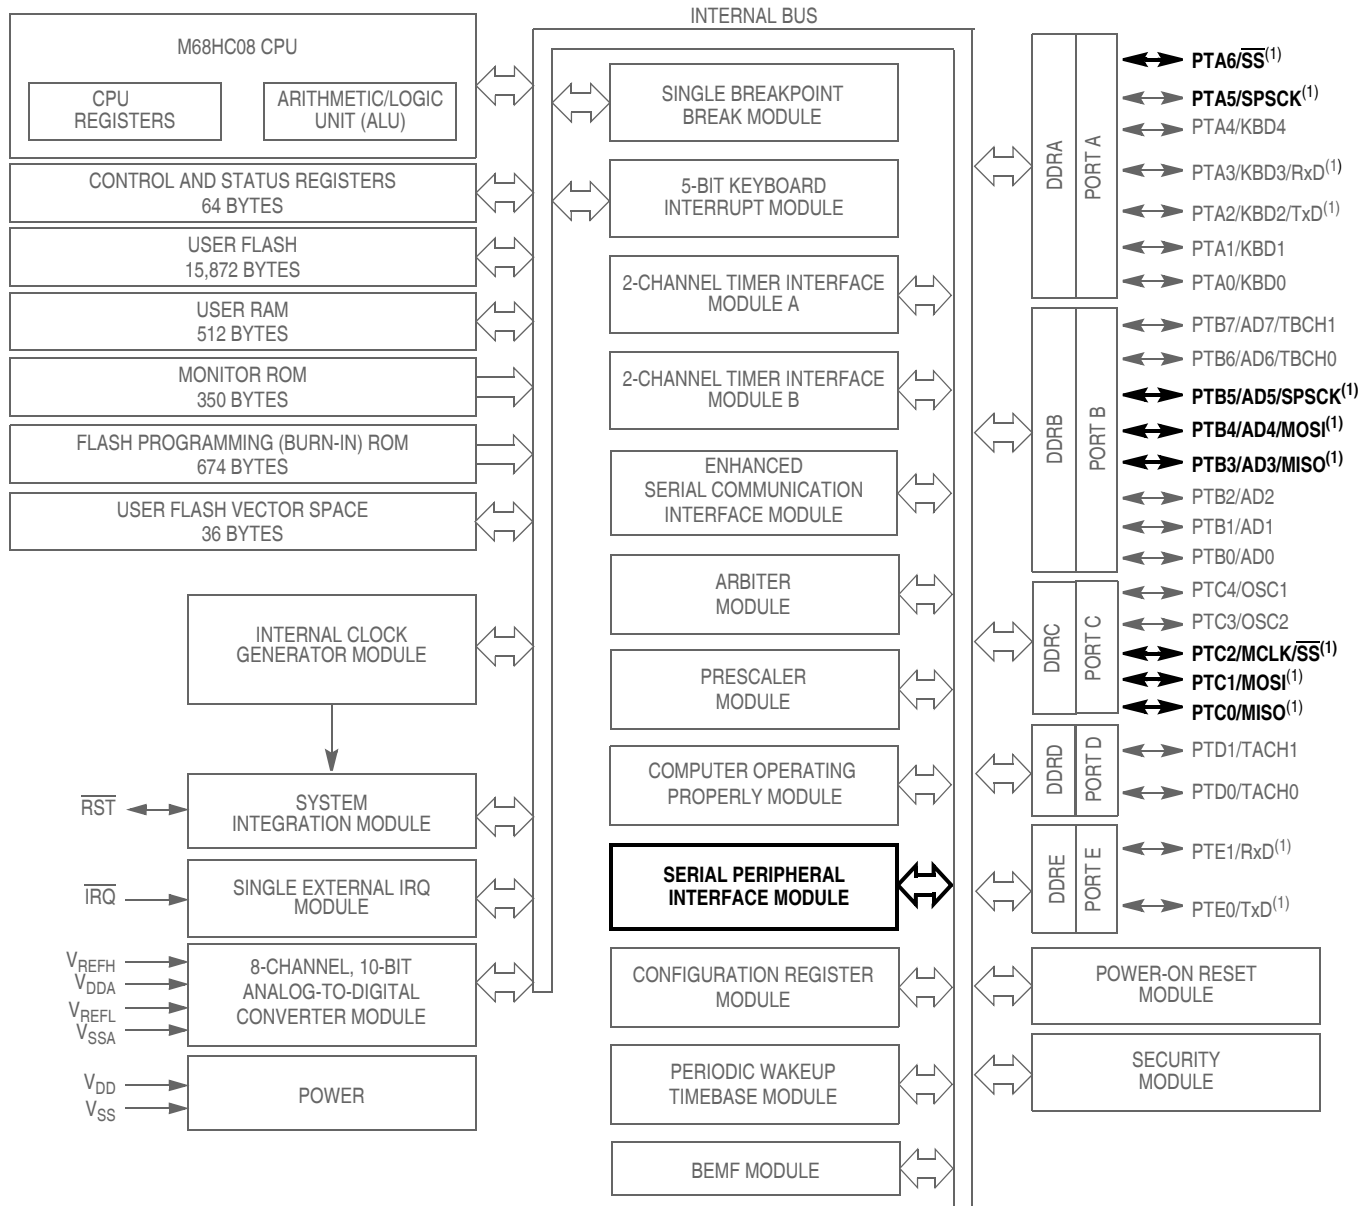 INTERNAL BUS
M68HC08 CPU
CPU
REGISTERS
ARITHMETIC/LOGIC
UNIT (ALU)
CONTROL AND STATUS REGISTERS
64 BYTES
USER FLASH
15,872 BYTES
USER RAM
512 BYTES
MONITOR ROM
350 BYTES
FLASH PROGRAMMING (BURN-IN) ROM
674 BYTES
USER FLASH VECTOR SPACE
36 BYTES
INTERNAL CLOCK
GENERATOR MODULE
RST
SYSTEM
INTEGRATION MODULE
IRQ
SINGLE EXTERNAL IRQ
MODULE
VREFH
VDDA
VREFL
VSSA
8-CHANNEL, 10-BIT
ANALOG-TO-DIGITAL
CONVERTER MODULE
VDD
VSS
POWER
SINGLE BREAKPOINT
BREAK MODULE
5-BIT KEYBOARD
INTERRUPT MODULE
2-CHANNEL TIMER INTERFACE
MODULE A
2-CHANNEL TIMER INTERFACE
MODULE B
ENHANCED
SERIAL COMMUNICATION
INTERFACE MODULE
ARBITER
MODULE
PRESCALER
MODULE
COMPUTER OPERATING
PROPERLY MODULE
SERIAL PERIPHERAL
INTERFACE MODULE
CONFIGURATION REGISTER
MODULE
PERIODIC WAKEUP
TIMEBASE MODULE
BEMF MODULE
DDRA
PORT A
PTA6/SS(1)
PTA5/SPSCK(1)
PTA4/KBD4
PTA3/KBD3/RxD(1)
PTA2/KBD2/TxD(1)
PTA1/KBD1
PTA0/KBD0
DDRB
PORT B
PTB7/AD7/TBCH1
PTB6/AD6/TBCH0
PTB5/AD5/SPSCK(1)
PTB4/AD4/MOSI(1)
PTB3/AD3/MISO(1)
PTB2/AD2
PTB1/AD1
PTB0/AD0
DDRC
PORT C
PTC4/OSC1
PTC3/OSC2
PTC2/MCLK/SS(1)
PTC1/MOSI(1)
PTC0/MISO(1)
DDRD
PORT D
PTD1/TACH1
PTD0/TACH0
DDRE
PORT E
PTE1/RxD(1)
PTE0/TxD(1)
POWER-ON RESET
MODULE
SECURITY
MODULE